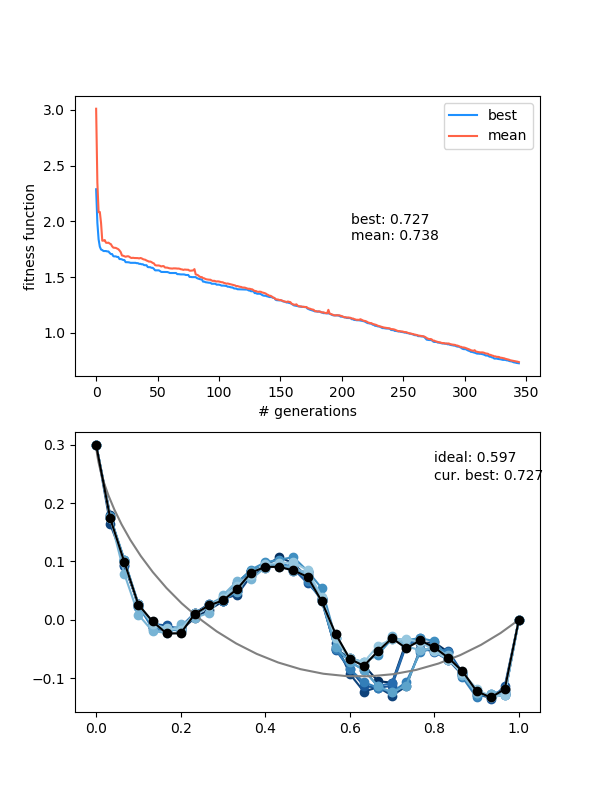 3.0
2.5
2.0
1.5
1.0
fitness function
best
mean
best: 0.727
mean: 0.738
0 50 100 150 200 250 300 350
# generations
0.3
0.2
0.1
0.0
−0.1
ideal: 0.597
cur. best: 0.727
0.0 0.2 0.4 0.6 0.8 1.0